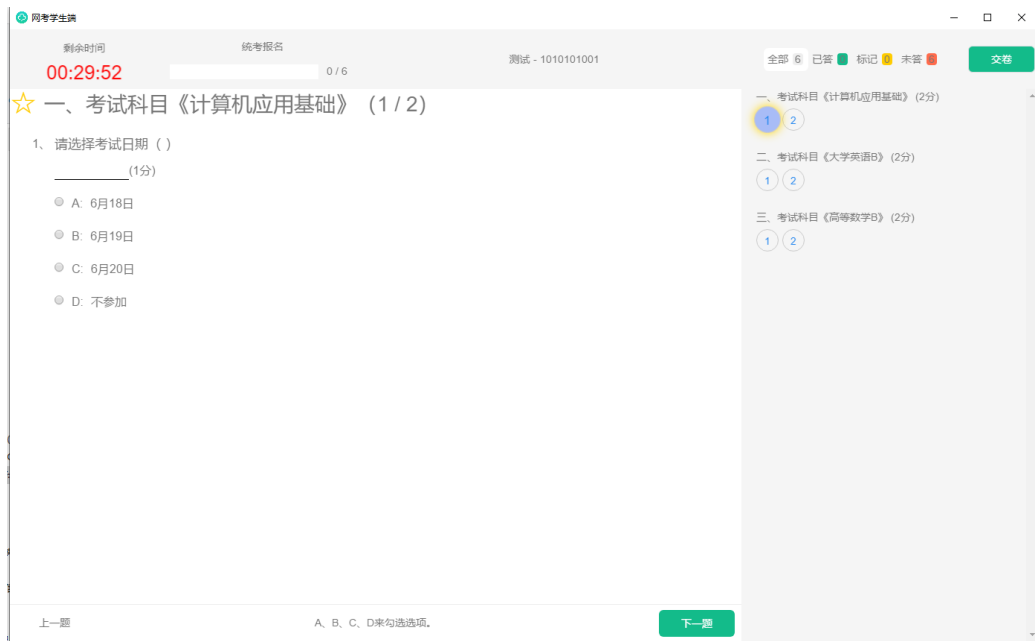 网考学生端
剩余时间
00:29:52
统考报名
0 / 6
测试 - 1010101001
全部 6 已答 标记 0 未答 6
交卷
一、考试科目《计算机应用基础》（1 / 2）
1、 请选择考试日期（ ）
(1分)
A: 6月18日
B: 6月19日
C: 6月20日
D: 不参加
上一题
A、B、C、D来勾选选项。
下一题
一、考试科目《计算机应用基础》 (2分)
1 2
二、考试科目《大学英语B》 (2分)
1 2
三、考试科目《高等数学B》 (2分)
1 2